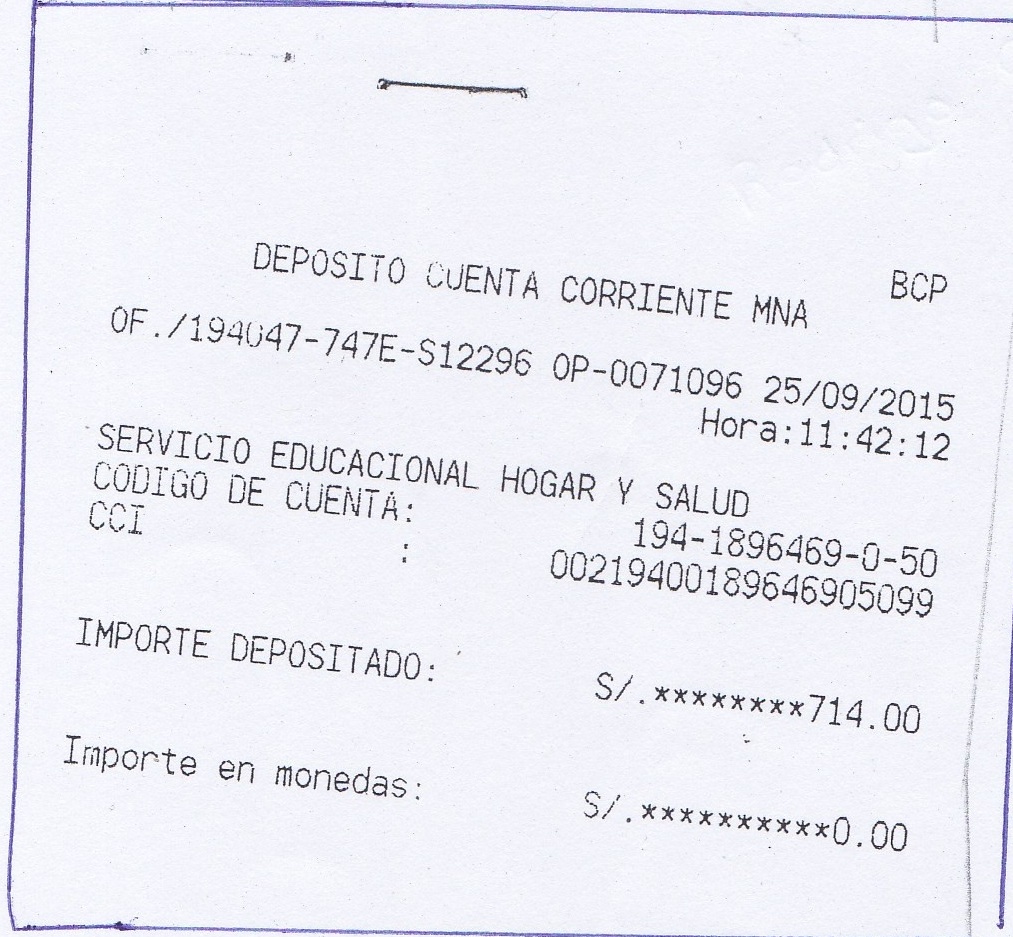 BCP
DEPOSITO CUENTA CORRIENTE MNA
OF./194047-747E-S12296 OP-0071096 25/09/2015
Hora:11:42:12
SERVICIO EDUCACIONAL HOGAR Y SALUD
CODIGO DE CUENTA: 194-1896469-0-50
CCI : 00219400189646905099
IMPORTE DEPOSITADO: S/.********714.00
Importe en monedas: S/.**********0.00